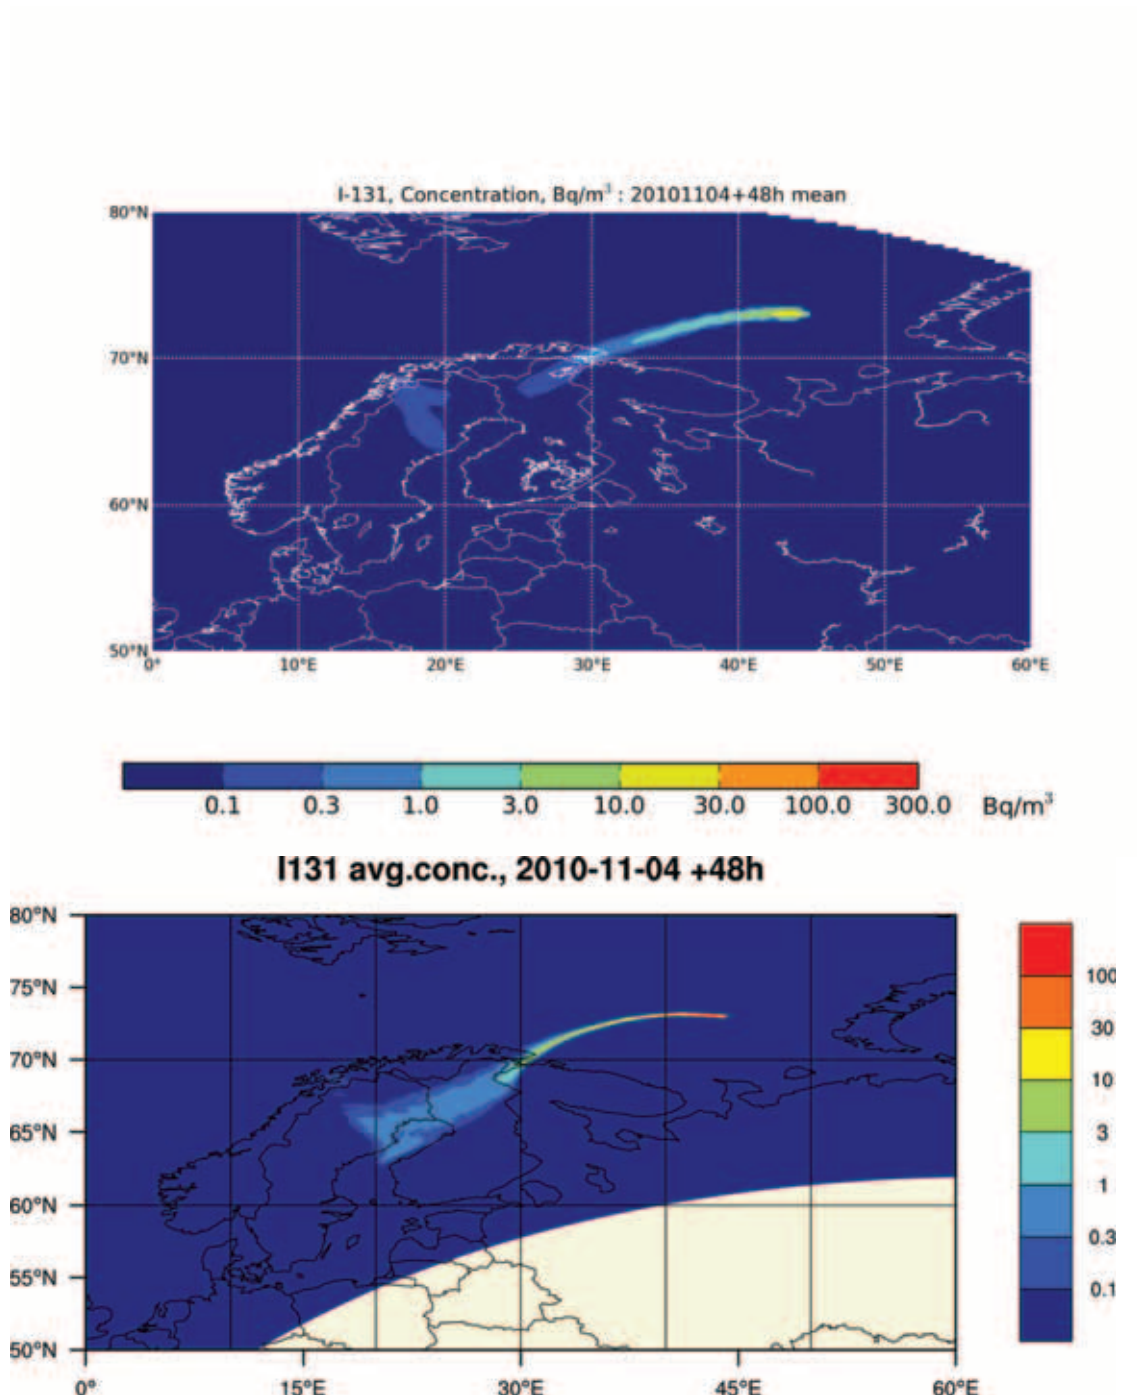 I-131, Concentration, Bq/m³ : 20101104+48h mean
80°N
70°N
60°N
50°N
0° 10°E 20°E 30°E 40°E 50°E 60°E
0.1 0.3 1.0 3.0 10.0 30.0 100.0 300.0 Bq/m³
I131 avg.conc., 2010-11-04 +48h
80°N
75°N
70°N
65°N
60°N
55°N
50°N
0° 15°E 30°E 45°E 60°E
100
30
10
3
1
0.3
0.1